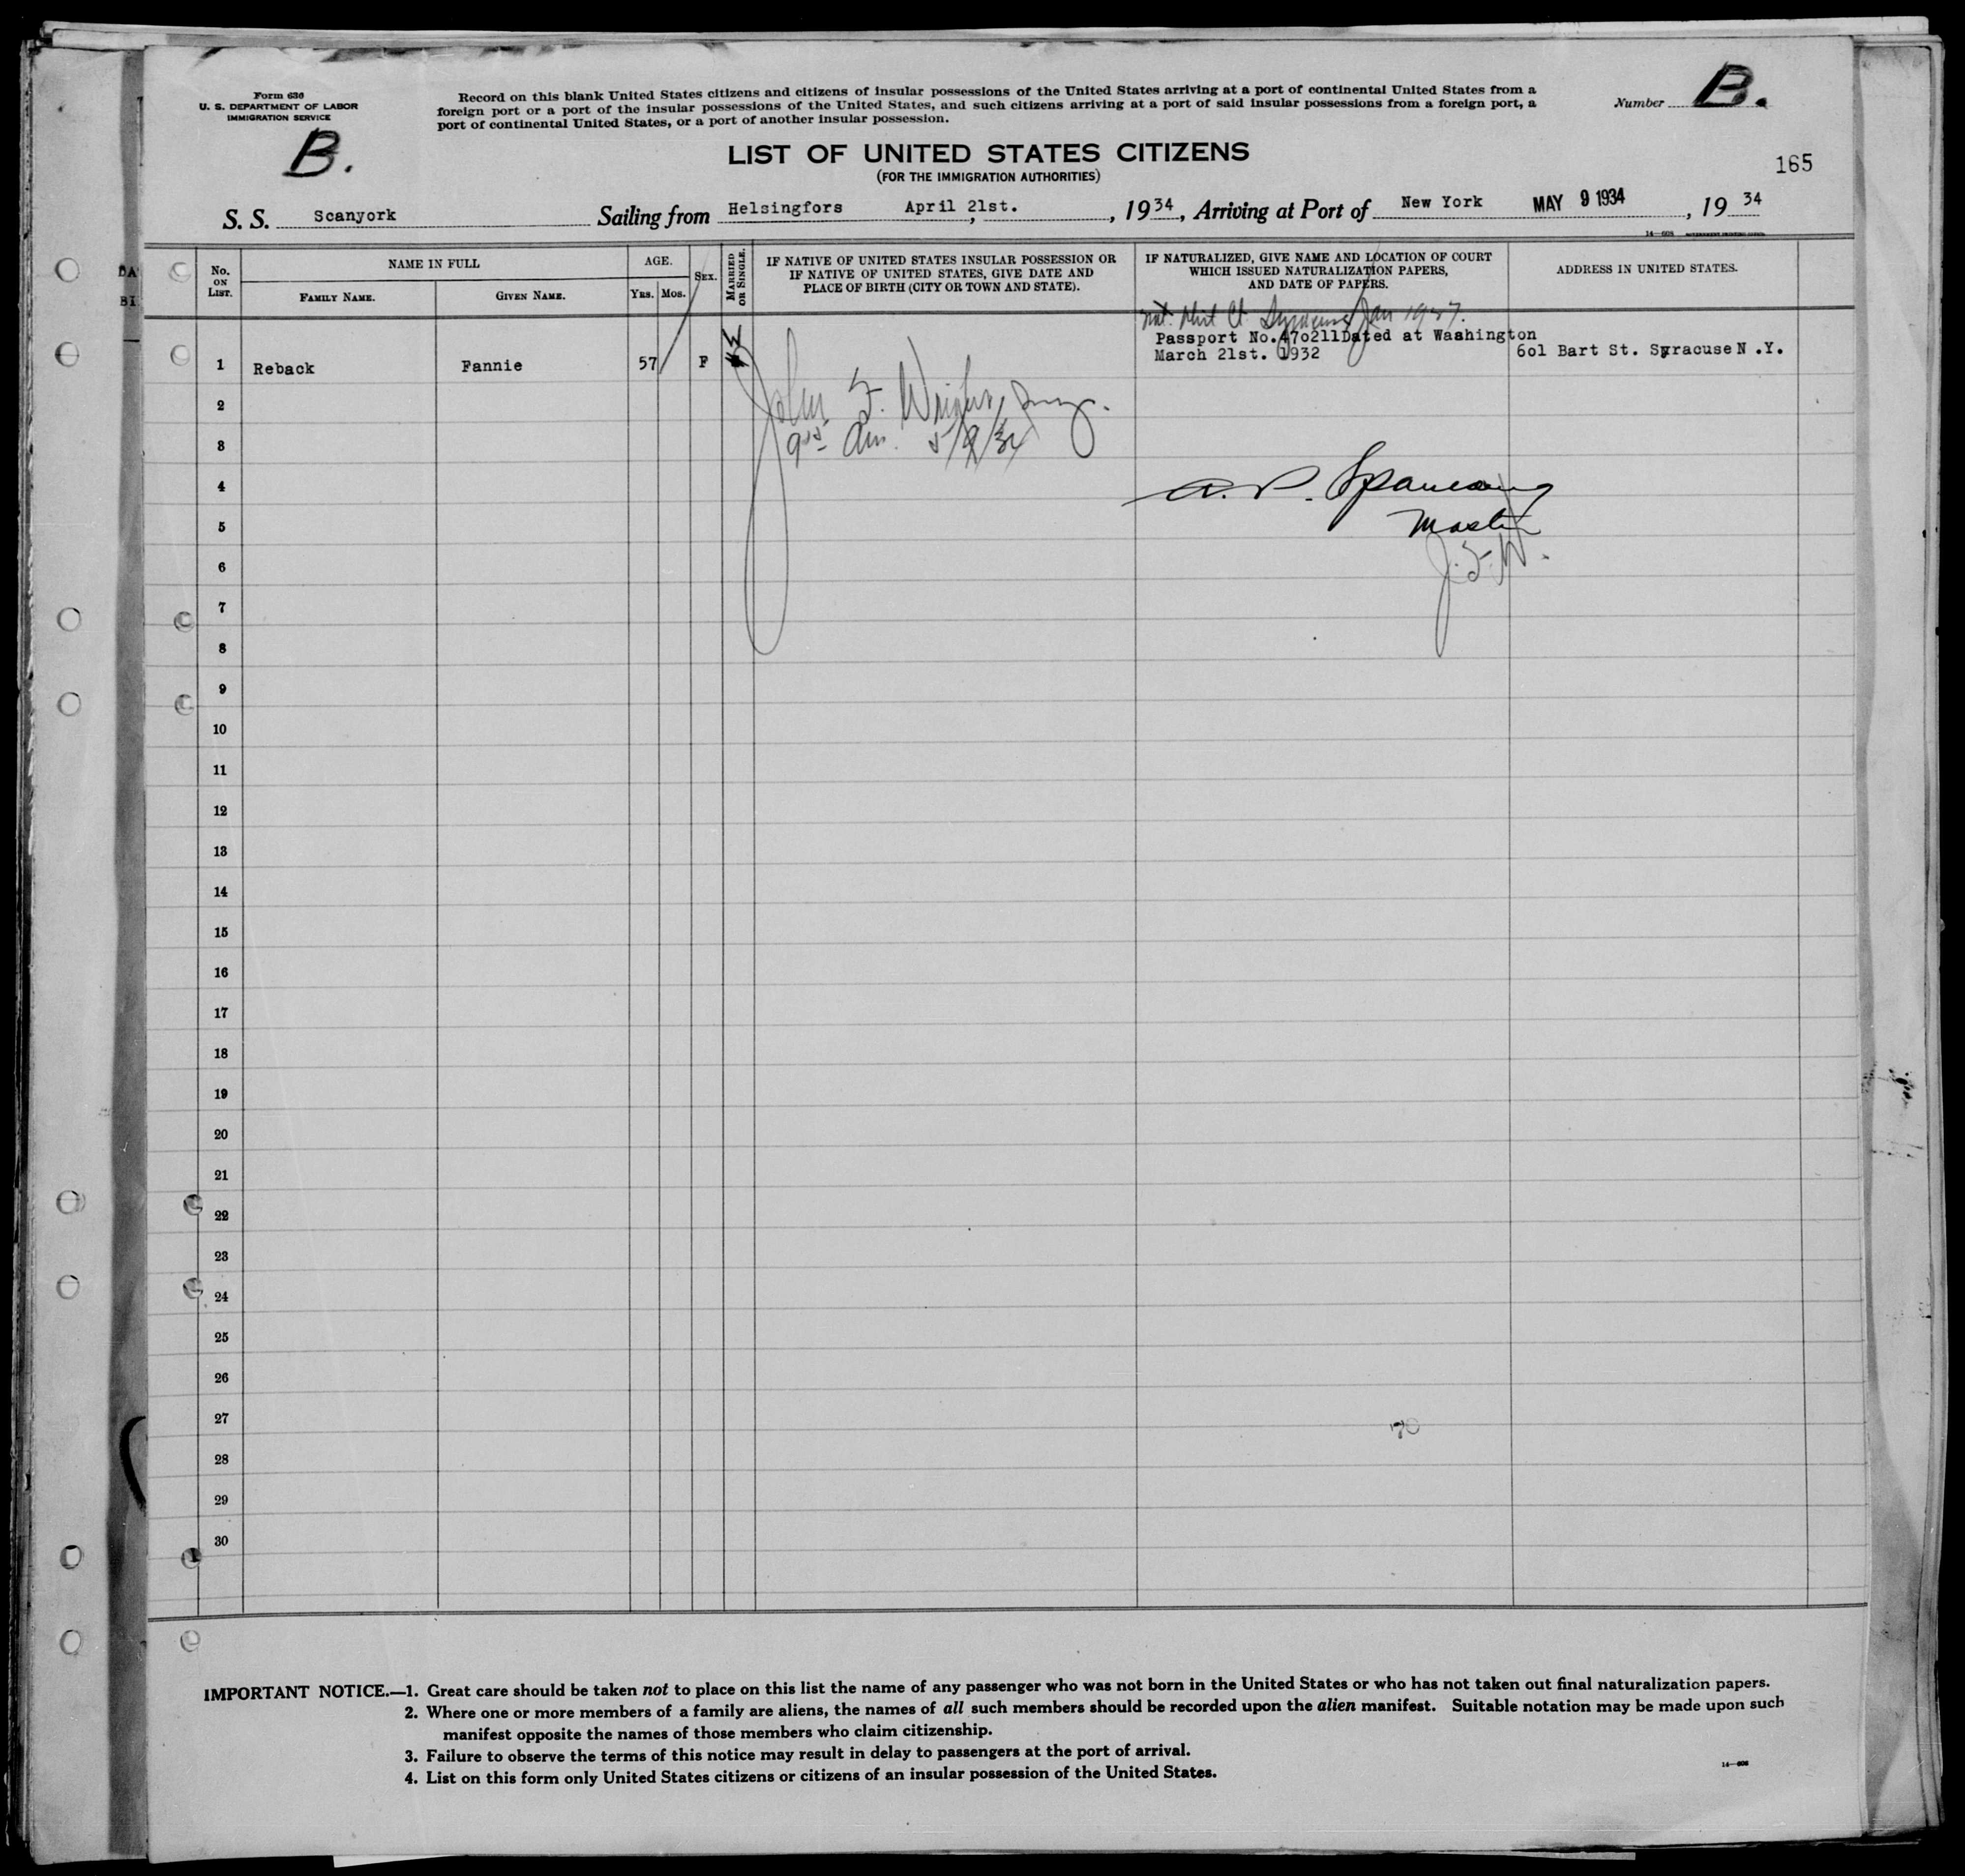 Form 630
U. S. DEPARTMENT OF LABOR
IMMIGRATION SERVICE
B.
Record on this blank United States citizens and citizens of insular possessions of the United States arriving at a port of continental United States from a
foreign port or a port of the insular possessions of the United States, and such citizens arriving at a port of said insular possessions from a foreign port, a
port of continental United States, or a port of another insular possession.
Number B.
LIST OF UNITED STATES CITIZENS
(FOR THE IMMIGRATION AUTHORITIES)
165
S. S. Scanyork Sailing from Helsingfors April 21st. , 1934, Arriving at Port of New York MAY 9 1934 , 19 34
No. ON LIST.
NAME IN FULL
FAMILY NAME.
GIVEN NAME.
AGE.
YRS.
MOS.
SEX.
MARRIED OR SINGLE.
IF NATIVE OF UNITED STATES INSULAR POSSESSION OR
IF NATIVE OF UNITED STATES, GIVE DATE AND
PLACE OF BIRTH (CITY OR TOWN AND STATE).
IF NATURALIZED, GIVE NAME AND LOCATION OF COURT
WHICH ISSUED NATURALIZATION PAPERS,
AND DATE OF PAPERS.
ADDRESS IN UNITED STATES.
Ct. Syracuse Jan 1927.
Passport No.470211Dated at Washington
March 21st. 1932
1 Reback Fannie 57 F 601 Bart St. Syracuse N .Y.
John F. Wright
5/9/34
2
3
4
5
Master
6
J.F.W.
7
8
9
10
11
12
13
14
15
16
17
18
19
20
21
22
23
24
25
26
27
70
28
29
30
IMPORTANT NOTICE.—1. Great care should be taken not to place on this list the name of any passenger who was not born in the United States or who has not taken out final naturalization papers.
2. Where one or more members of a family are aliens, the names of all such members should be recorded upon the alien manifest. Suitable notation may be made upon such
manifest opposite the names of those members who claim citizenship.
3. Failure to observe the terms of this notice may result in delay to passengers at the port of arrival.
4. List on this form only United States citizens or citizens of an insular possession of the United States.